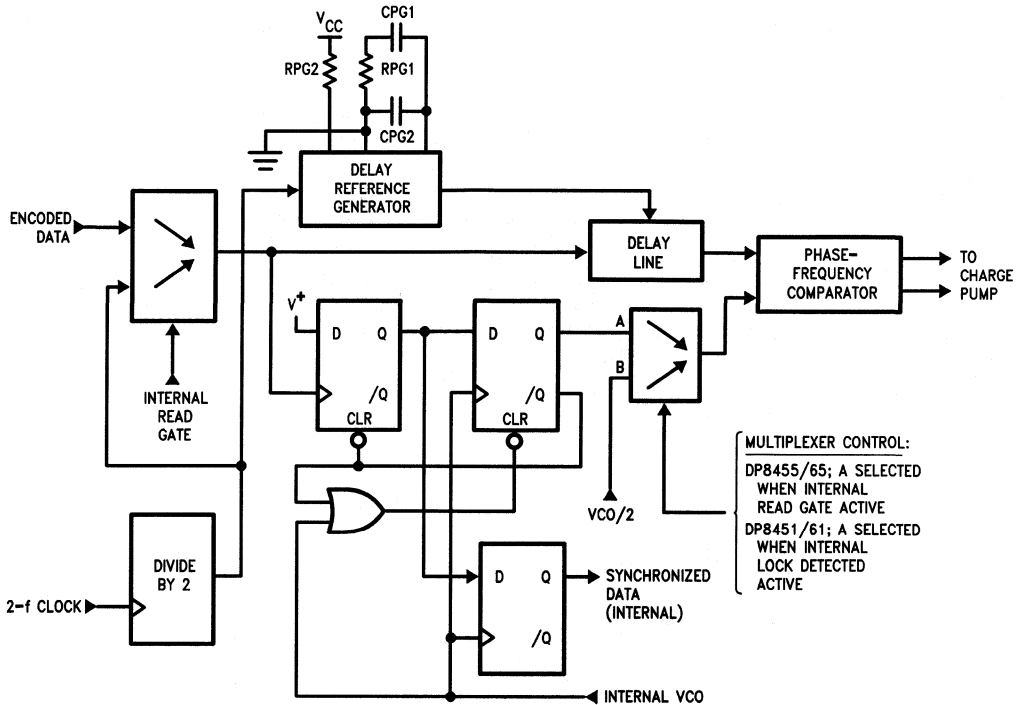 VCC
CPG1
RPG2
RPG1
CPG2
DELAY
REFERENCE
GENERATOR
ENCODED
DATA
DELAY
LINE
PHASE–
FREQUENCY
COMPARATOR
TO
CHARGE
PUMP
INTERNAL
READ
GATE
V+
D
Q
/Q
CLR
D
Q
/Q
CLR
A
B
VCO/2
MULTIPLEXER CONTROL:
DP8455/65; A SELECTED
WHEN INTERNAL
READ GATE ACTIVE
DP8451/61; A SELECTED
WHEN INTERNAL
LOCK DETECTED
ACTIVE
DIVIDE
BY 2
2-f CLOCK
D
Q
/Q
SYNCHRONIZED
DATA
(INTERNAL)
INTERNAL VCO